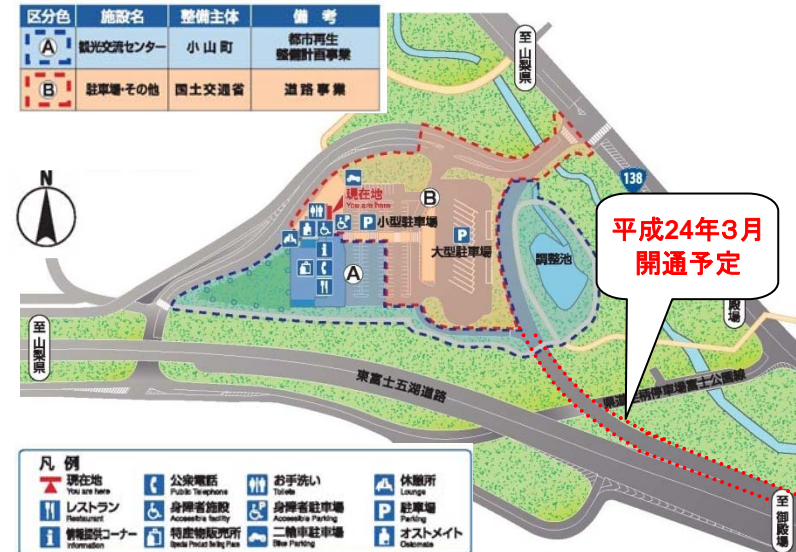 区分色 施設名 整備主体 備考
A 観光交流センター 小山町 都市再生
整備計画事業
B 駐車場・その他 国土交通省 道路事業
至山梨県
N
138
現在地
You are here
B
P 小型駐車場
P
大型駐車場
調整池
i
A
平成24年3月
開通予定
至山梨県
東富士五湖道路
至御殿場
凡例
現在地
You are here
公衆電話
Public Telephone
お手洗い
Toilets
休憩所
Lounge
レストラン
Restaurant
身障者施設
Accessible facility
身障者駐車場
Accessible Parking
P 駐車場
Parking
i 情報提供コーナー
Information
特産物販売所
Special Product Selling Place
二輪車駐車場
Bike Parking
オストメイト
Ostomate